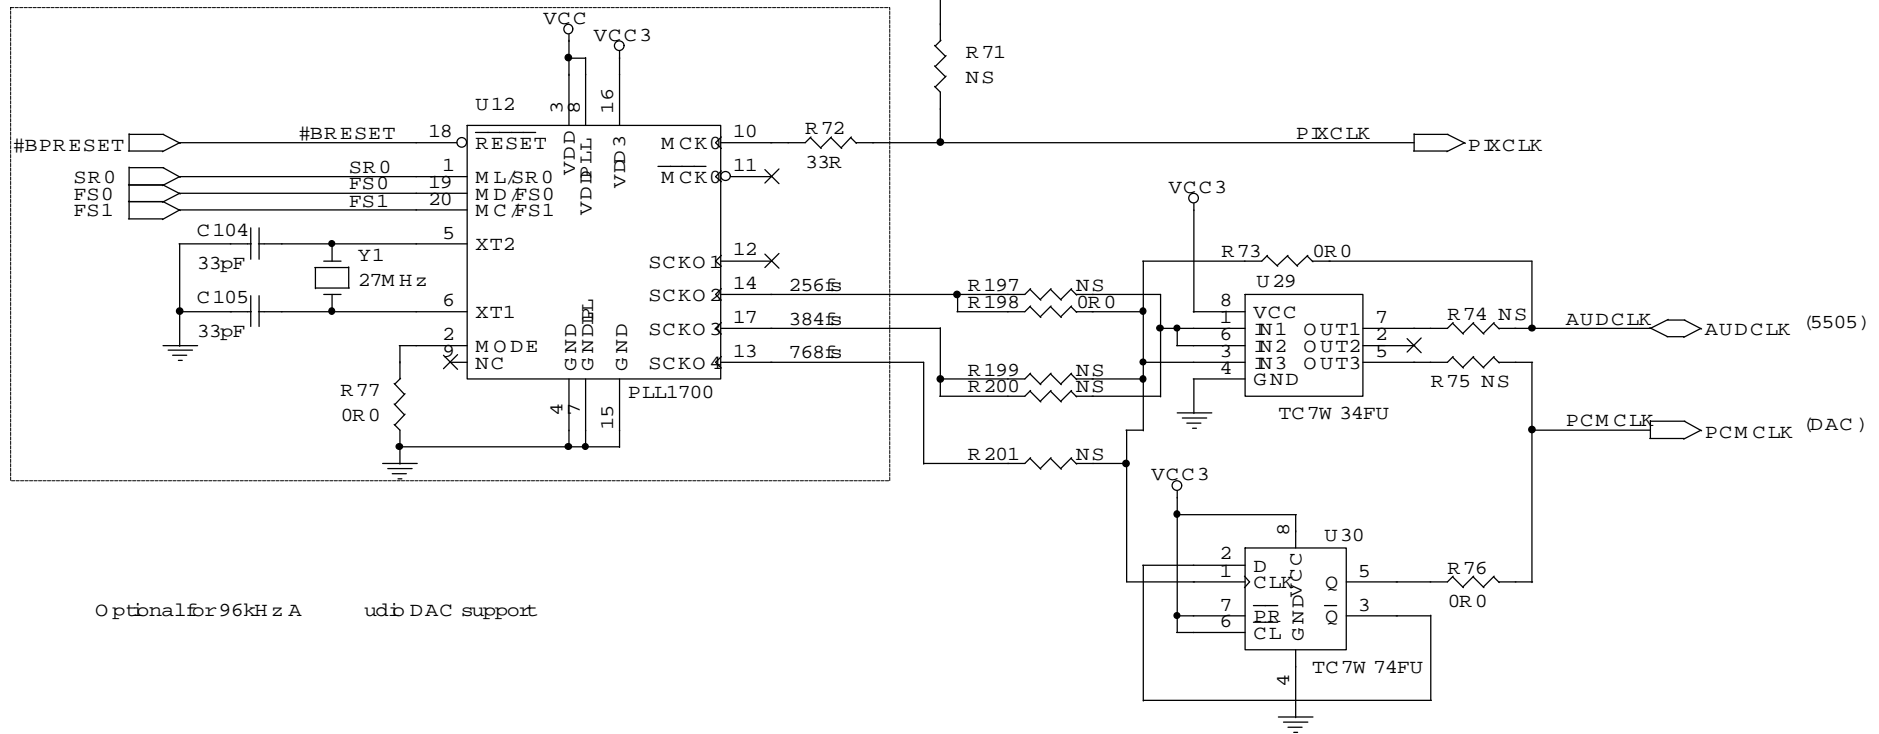 VCC
VCC3
R71
NS
U12
3
8
16
#BPRESET
#BRESET
18
RESET
VDD
VDDPLL
VDD3
MCKO
10
R72
33R
PIXCLK
PIXCLK
SR0
SR0
1
ML/SR0
MCKO
11
FS0
FS0
19
MD/FS0
FS1
FS1
20
MC/FS1
VCC3
C104
33pF
5
XT2
Y1
27MHz
SCKO1
12
R73
0R0
U29
C105
33pF
6
XT1
SCKO2
14
256fs
R197
NS
R198
0R0
8
VCC
1
IN1
OUT1
7
R74
NS
AUDCLK
AUDCLK
(5505)
SCKO3
17
384fs
6
IN2
OUT2
2
2
MODE
9
NC
GND
GNDPLL
GND
SCKO4
13
768fs
3
IN3
OUT3
5
R75
NS
R199
NS
R200
NS
4
GND
TC7W34FU
R77
0R0
4
7
15
PLL1700
PCMCLK
PCMCLK
(DAC)
R201
NS
VCC3
8
U30
2
D
VCC
1
CLK
Q
5
R76
0R0
7
PR
GND
Q
3
6
CL
4
TC7W74FU
Optional for 96kHz Audio DAC support